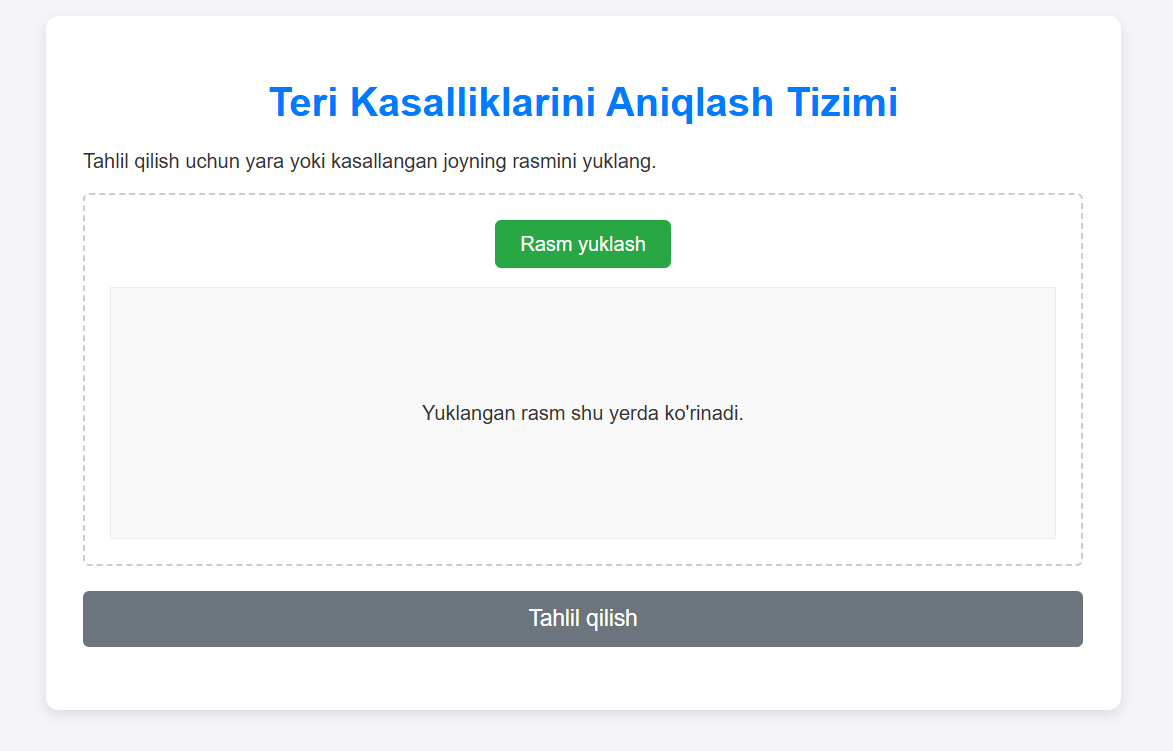 Teri Kasalliklarini Aniqlash Tizimi
Tahlil qilish uchun yara yoki kasallangan joyning rasmini yuklang.
Rasm yuklash
Yuklangan rasm shu yerda ko'rinadi.
Tahlil qilish